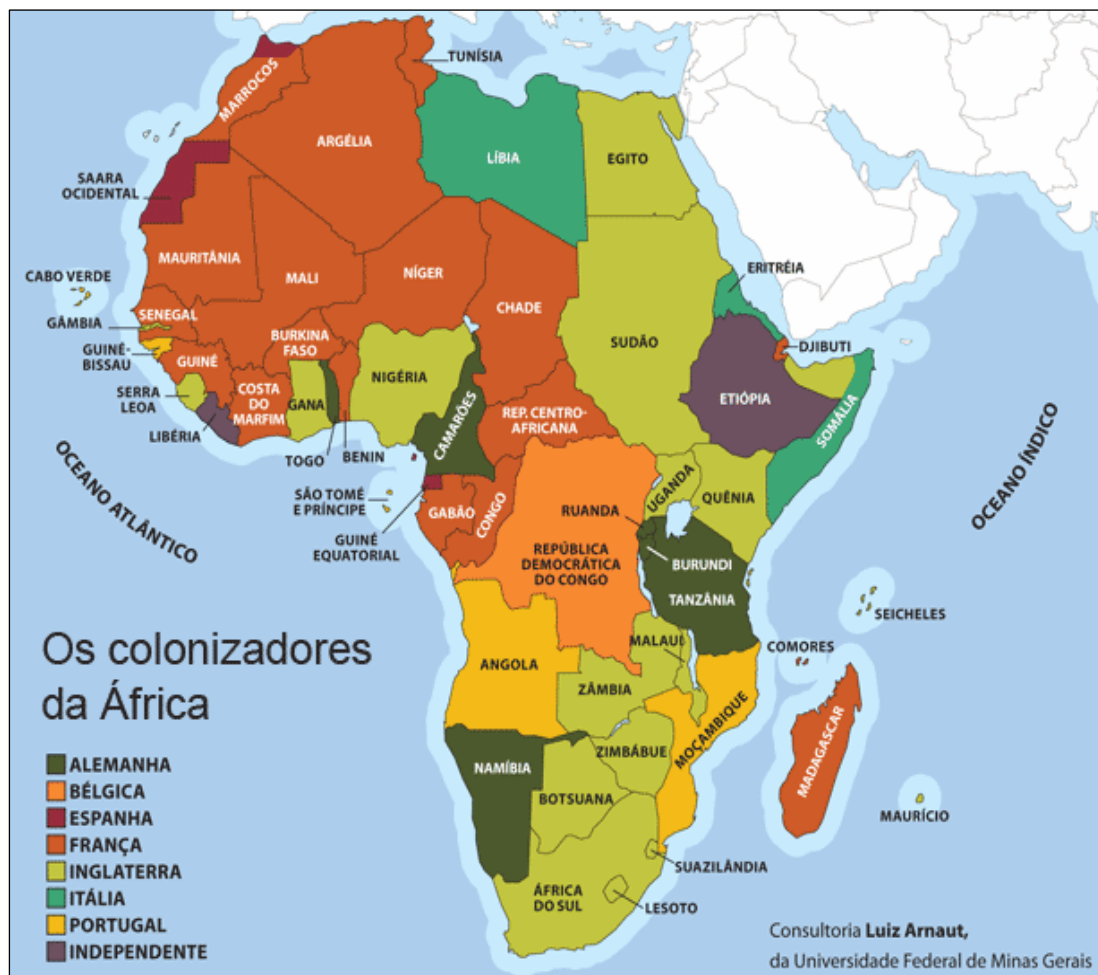 TUNÍSIA
MARROCOS
ARGÉLIA
LÍBIA
EGITO
SAARA
OCIDENTAL
MAURITÂNIA
MALI
NÍGER
CHADE
SUDÃO
ERITRÉIA
CABO VERDE
SENEGAL
GÂMBIA
GUINÉ-
BISSAU
GUINÉ
BURKINA
FASO
NIGÉRIA
DJIBUTI
SERRA
LEOA
COSTA
DO
MARFIM
GANA
ETIÓPIA
LIBÉRIA
TOGO
BENIN
CAMARÕES
REP. CENTRO-
AFRICANA
SOMÁLIA
OCEANO ATLÂNTICO
OCEANO ÍNDICO
SÃO TOMÉ
E PRÍNCIPE
GUINÉ
EQUATORIAL
GABÃO
CONGO
UGANDA
QUÊNIA
RUANDA
REPÚBLICA
DEMOCRÁTICA
DO CONGO
BURUNDI
TANZÂNIA
SEICHELES
MALAUI
COMORES
ANGOLA
ZÂMBIA
MOÇAMBIQUE
MADAGASCAR
ZIMBÁBUE
NAMÍBIA
BOTSUANA
MAURÍCIO
SUAZILÂNDIA
ÁFRICA
DO SUL
LESOTO
Os colonizadores
da África
ALEMANHA
BÉLGICA
ESPANHA
FRANÇA
INGLATERRA
ITÁLIA
PORTUGAL
INDEPENDENTE
Consultoria Luiz Arnaut,
da Universidade Federal de Minas Gerais